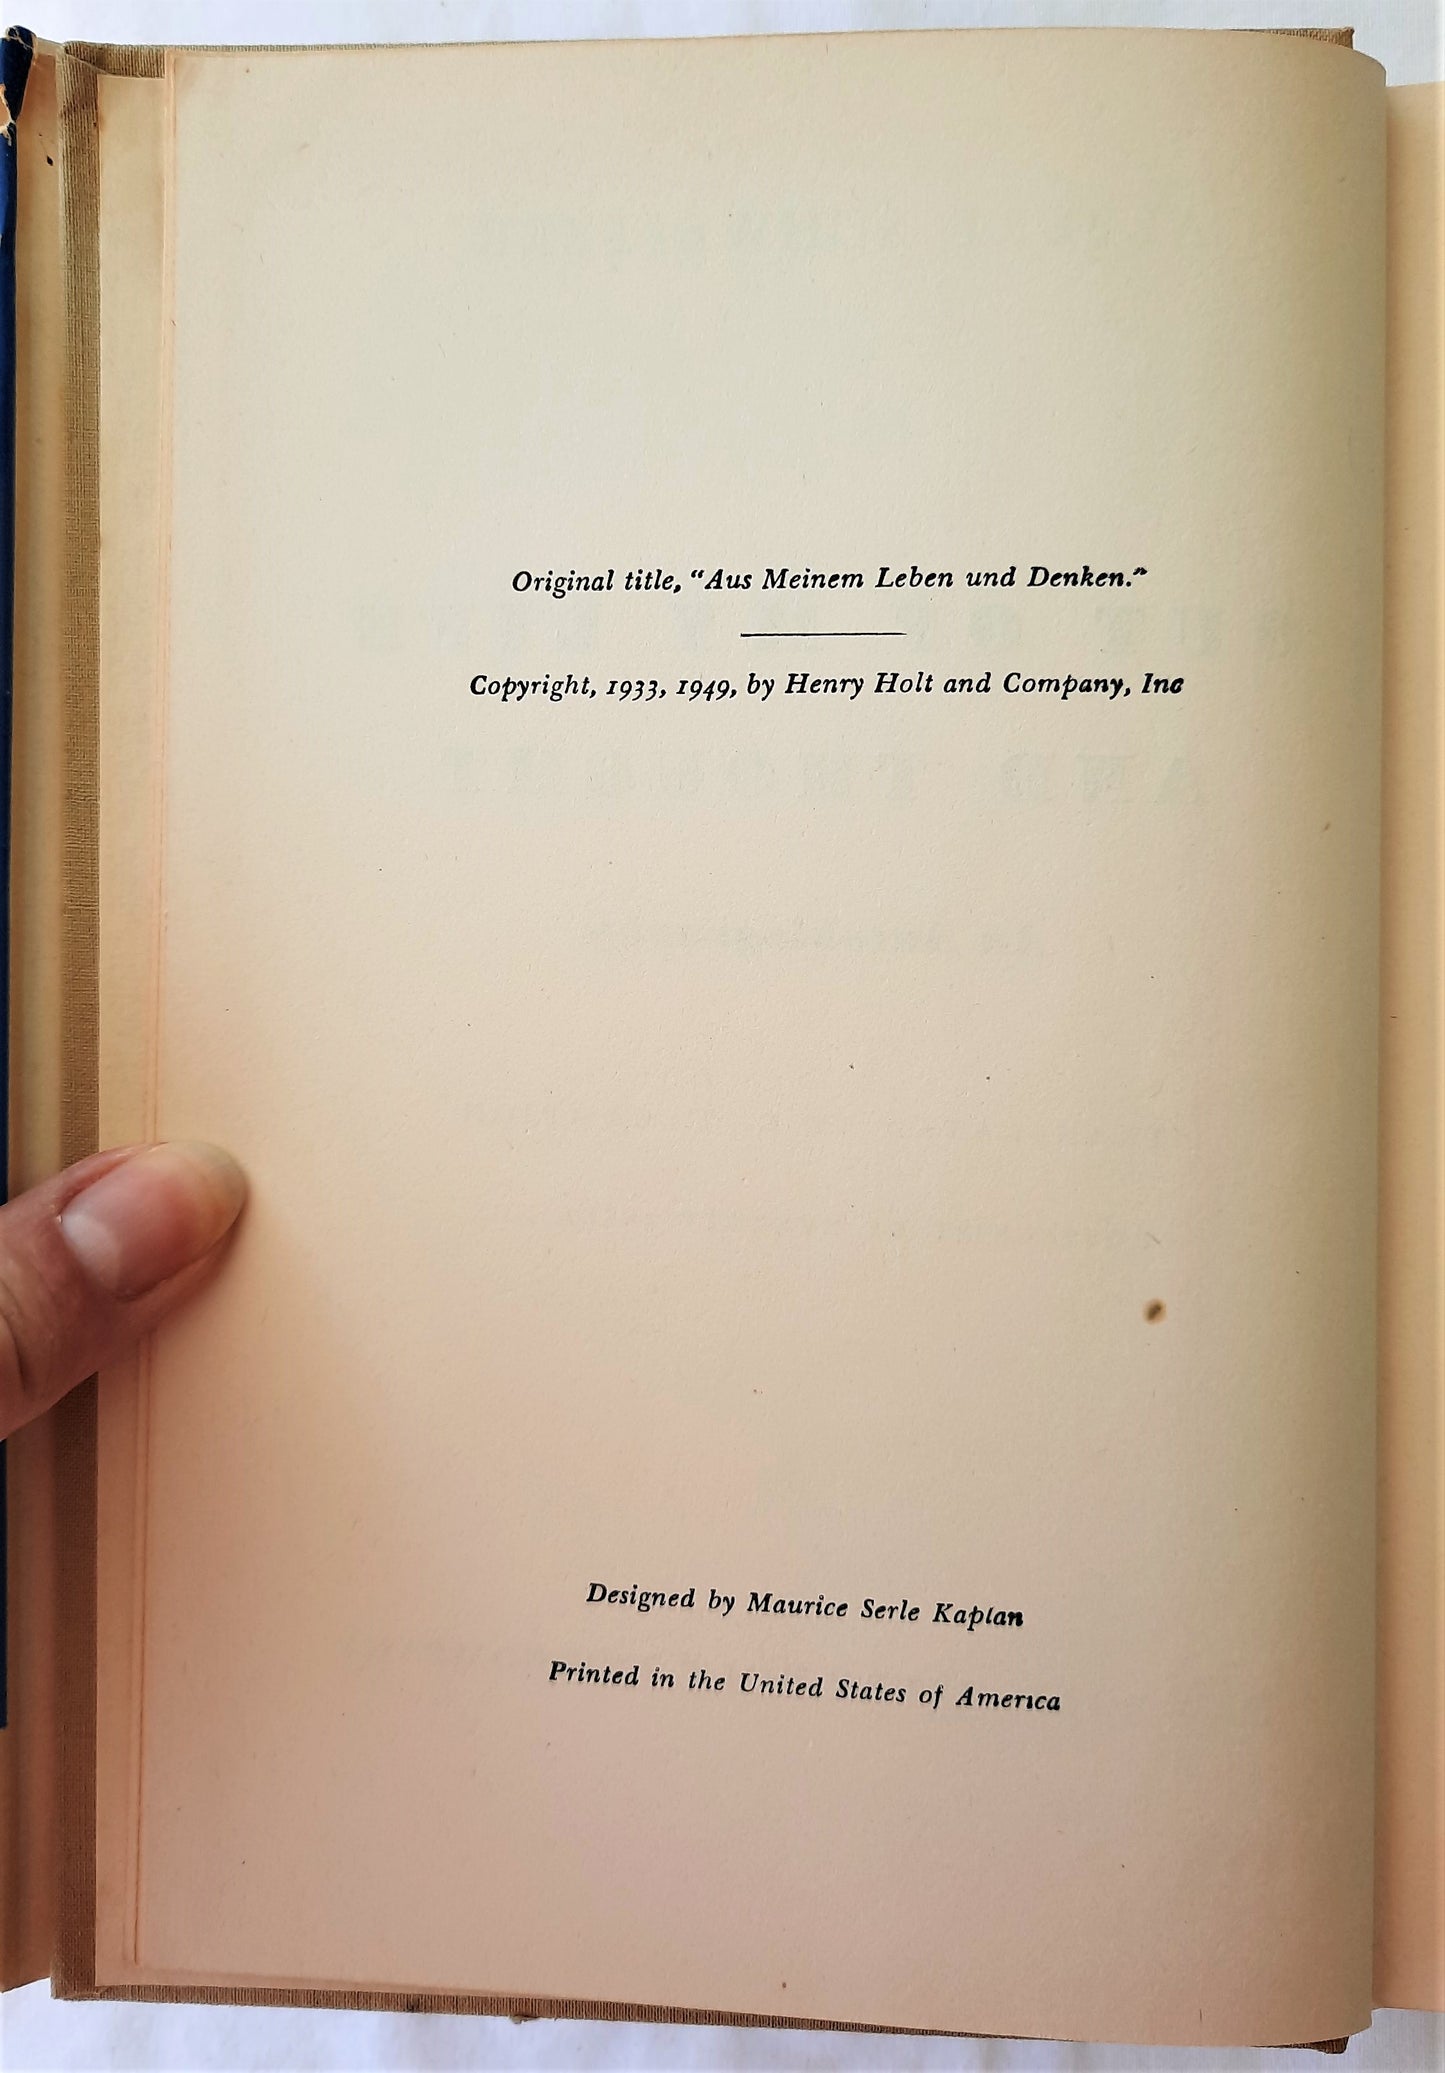 Original title, "Aus Meinem Leben und Denken."
Copyright, 1933, 1949, by Henry Holt and Company, Inc
Designed by Maurice Serle Kaplan
Printed in the United States of America